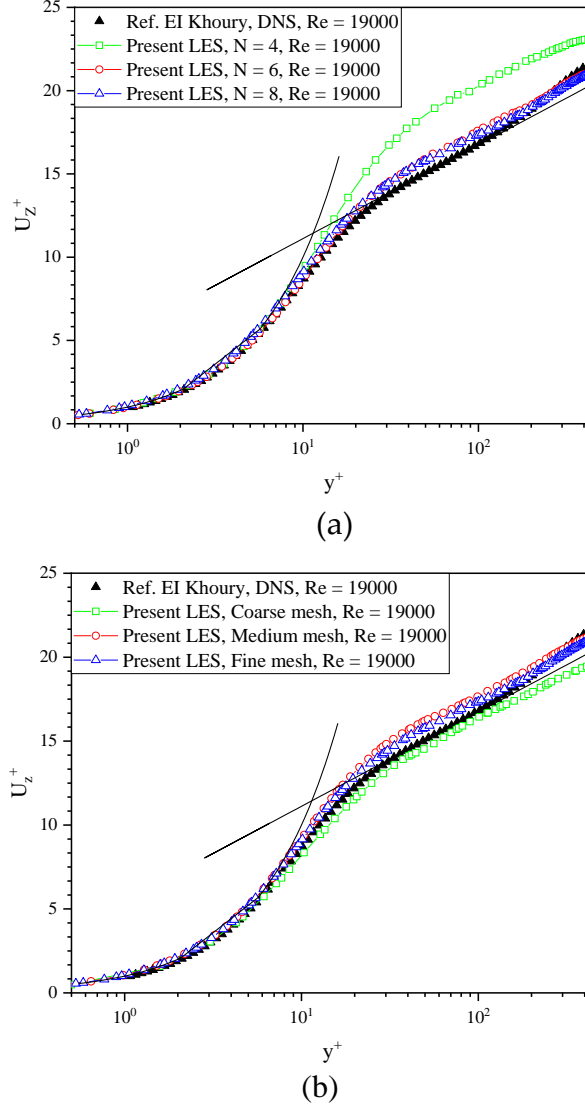 Ref. EI Khoury, DNS, Re = 19000
Present LES, N = 4, Re = 19000
Present LES, N = 6, Re = 19000
Present LES, N = 8, Re = 19000
25
20
15
10
5
0
U_Z^+
10^0
10^1
10^2
y^+
(a)
Ref. EI Khoury, DNS, Re = 19000
Present LES, Coarse mesh, Re = 19000
Present LES, Medium mesh, Re = 19000
Present LES, Fine mesh, Re = 19000
25
20
15
10
5
0
U_z^+
10^0
10^1
10^2
y^+
(b)